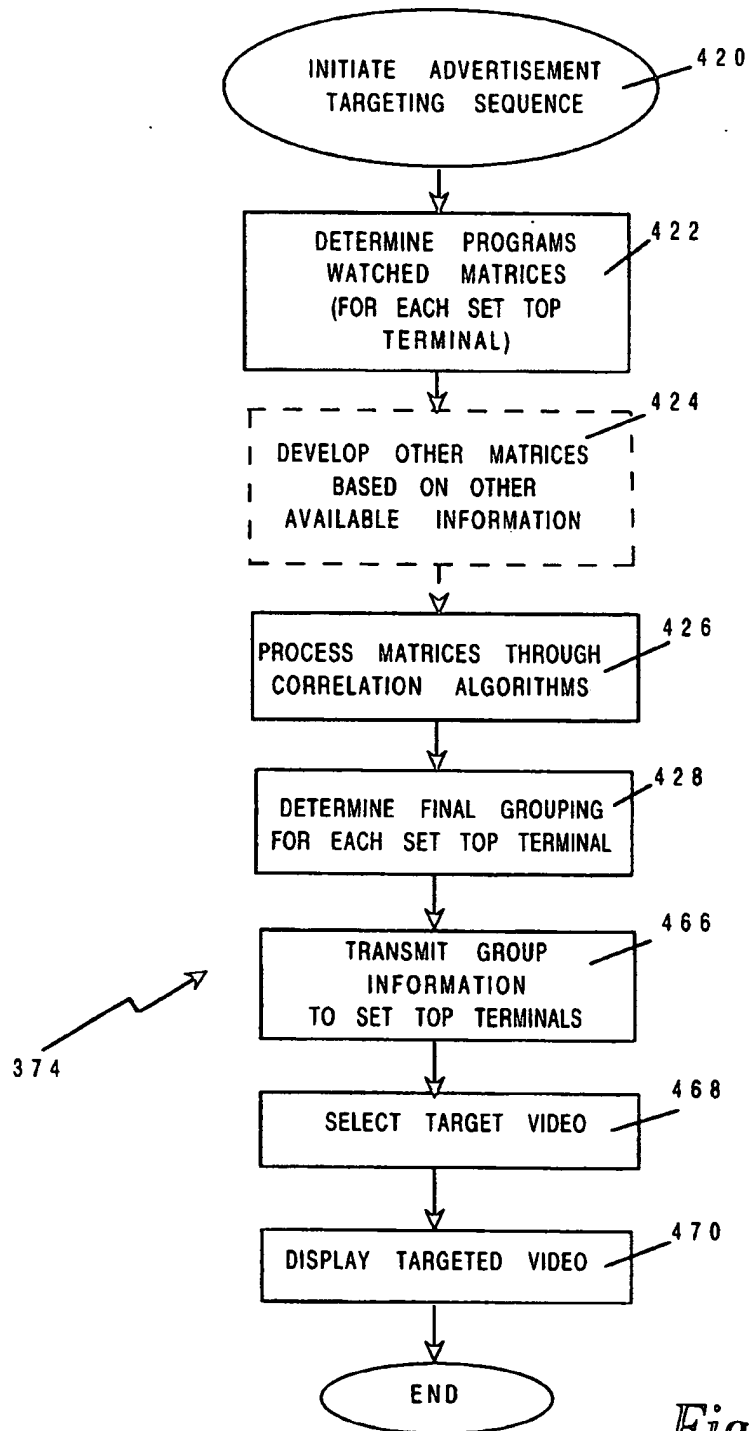 INITIATE ADVERTISEMENT
TARGETING SEQUENCE
420
DETERMINE PROGRAMS
WATCHED MATRICES
(FOR EACH SET TOP
TERMINAL)
422
DEVELOP OTHER MATRICES
BASED ON OTHER
AVAILABLE INFORMATION
424
PROCESS MATRICES THROUGH
CORRELATION ALGORITHMS
426
DETERMINE FINAL GROUPING
FOR EACH SET TOP TERMINAL
428
TRANSMIT GROUP
INFORMATION
TO SET TOP TERMINALS
466
374
SELECT TARGET VIDEO
468
DISPLAY TARGETED VIDEO
470
END
Fig